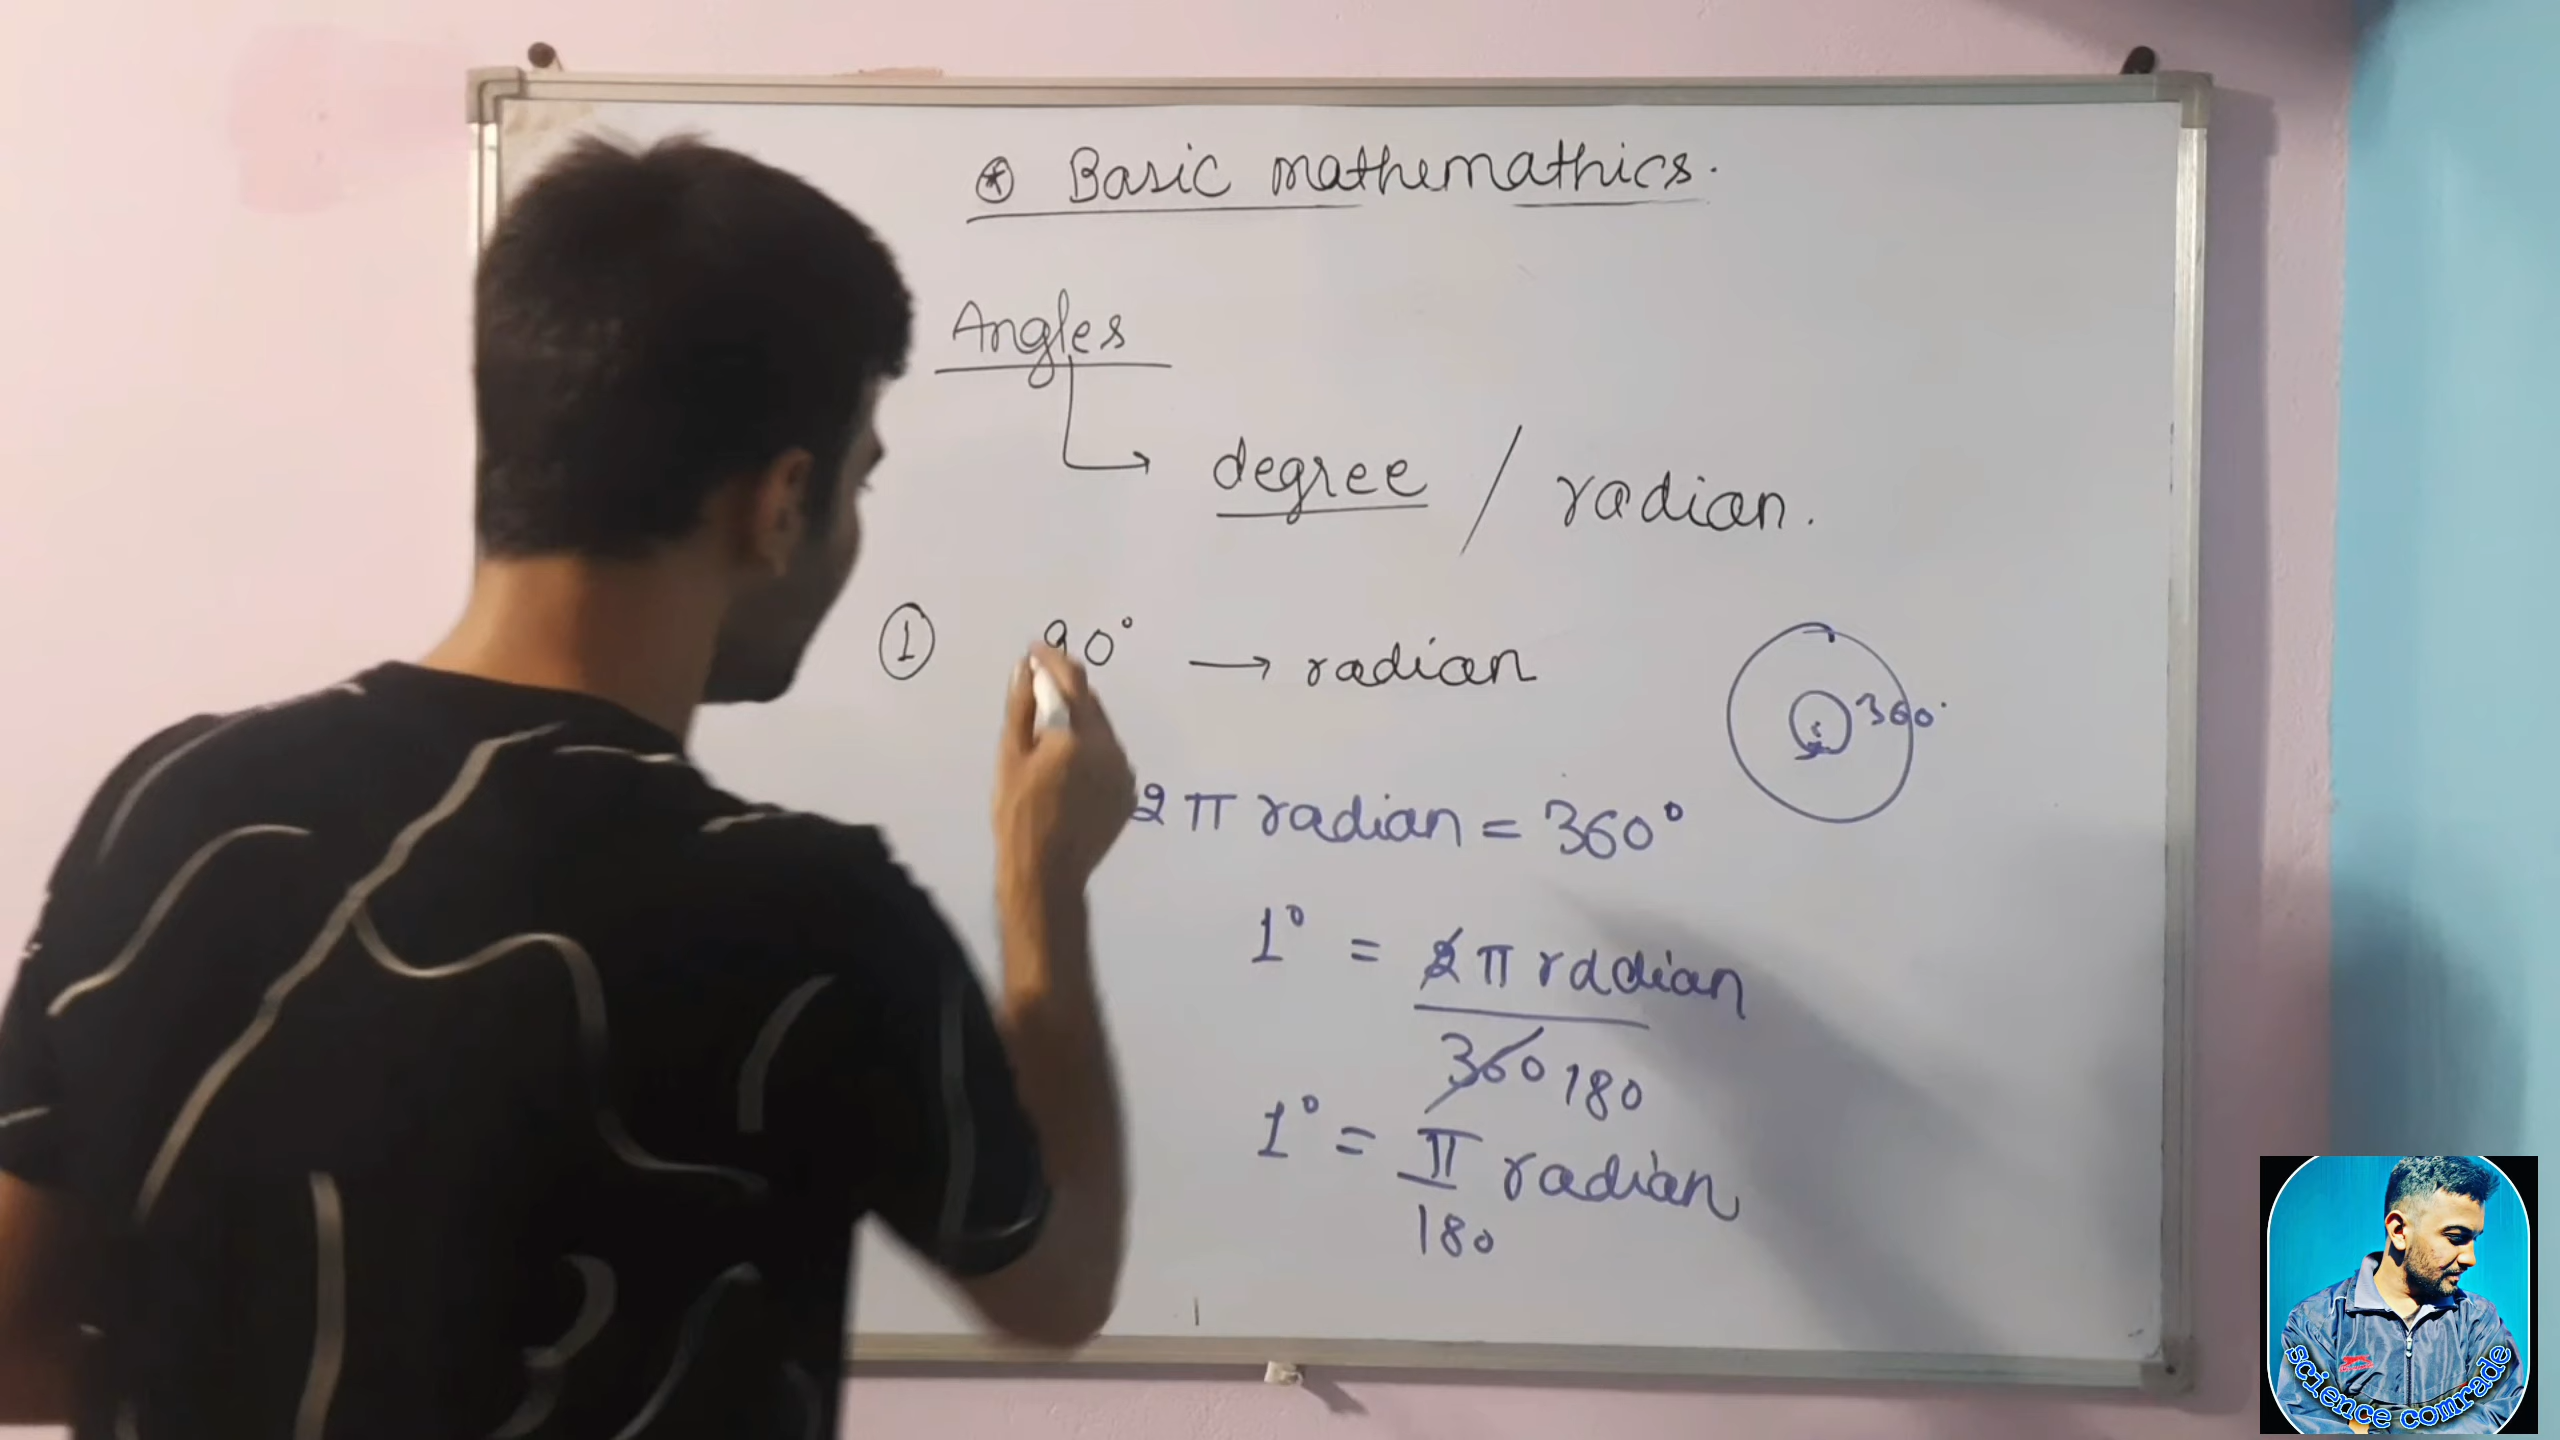 ⊛ Basic mathemathics.
Angles
→ degree / radian.
① 90° → radian
360°
2π radian = 360°
1° = 2π radian
360 180
1° = π radian
180
science comrade